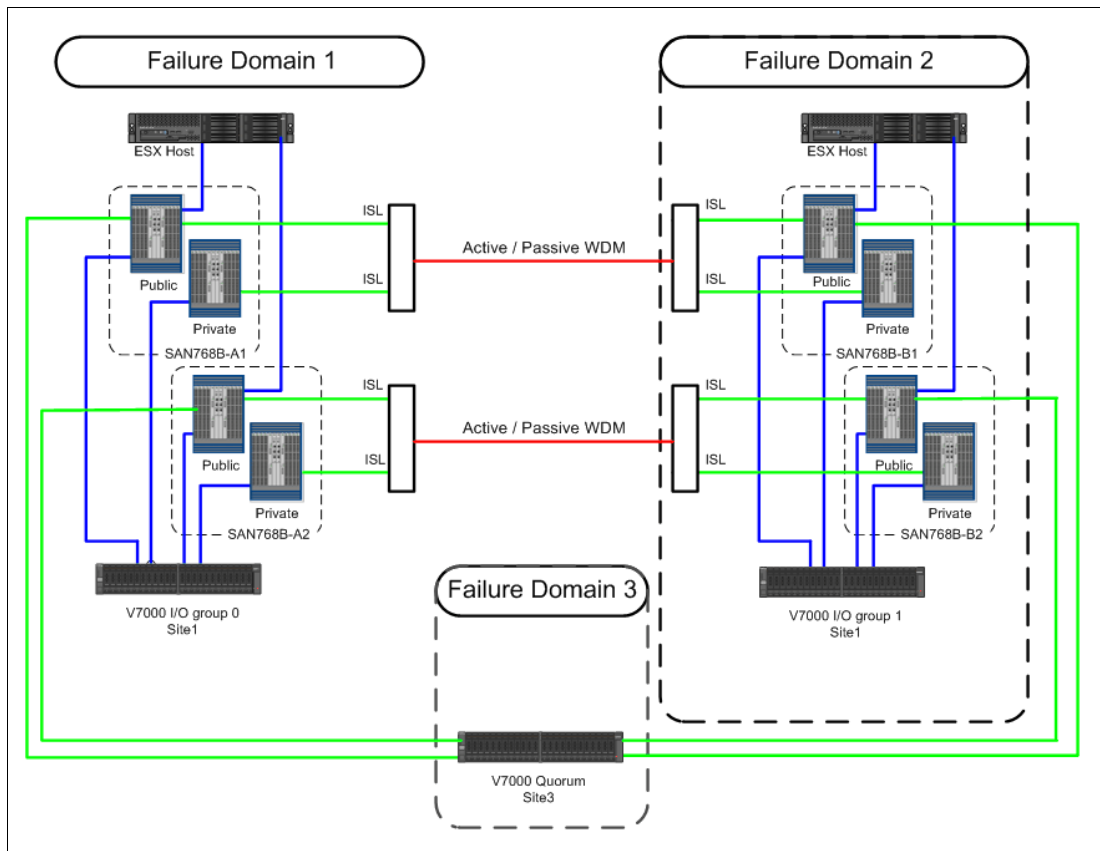 Failure Domain 1
Failure Domain 2
ESX Host
ESX Host
ISL
ISL
Active / Passive WDM
ISL
ISL
Public
Public
Private
Private
SAN768B-A1
SAN768B-B1
ISL
ISL
Active / Passive WDM
ISL
ISL
Public
Public
Private
Private
SAN768B-A2
SAN768B-B2
Failure Domain 3
V7000 I/O group 0
Site1
V7000 I/O group 1
Site1
V7000 Quorum
Site3